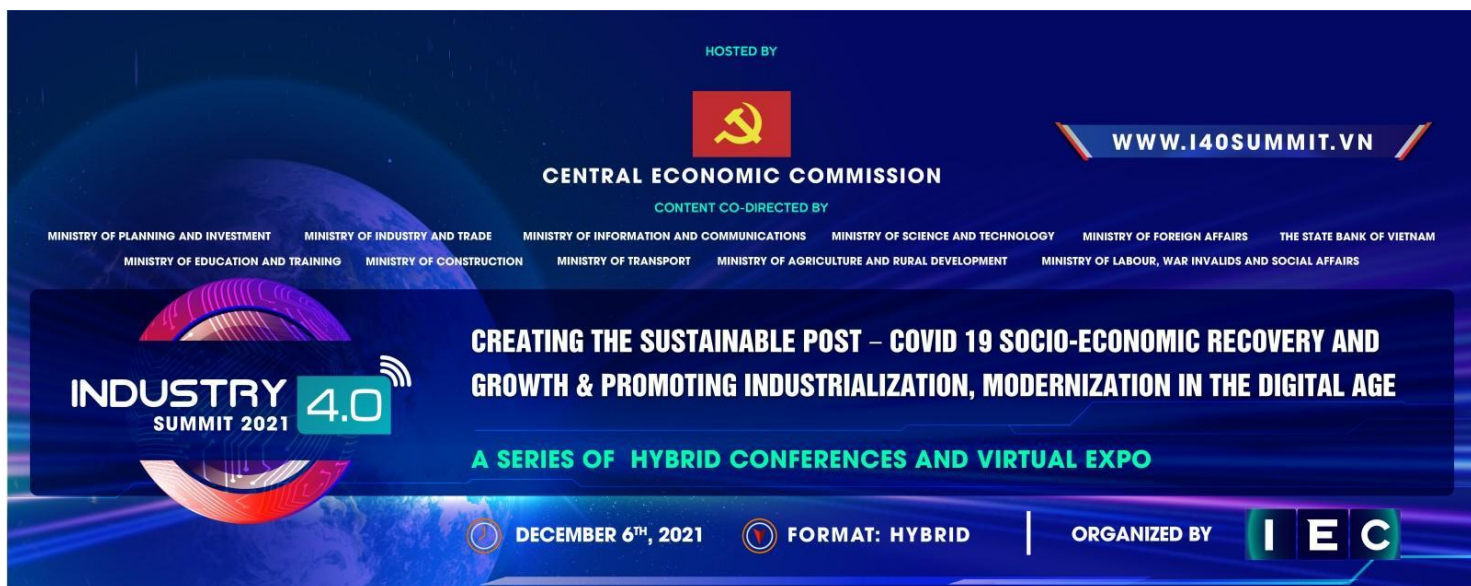 HOSTED BY
CENTRAL ECONOMIC COMMISSION
WWW.I40SUMMIT.VN
CONTENT CO-DIRECTED BY
MINISTRY OF PLANNING AND INVESTMENT MINISTRY OF INDUSTRY AND TRADE MINISTRY OF INFORMATION AND COMMUNICATIONS MINISTRY OF SCIENCE AND TECHNOLOGY MINISTRY OF FOREIGN AFFAIRS THE STATE BANK OF VIETNAM
MINISTRY OF EDUCATION AND TRAINING MINISTRY OF CONSTRUCTION MINISTRY OF TRANSPORT MINISTRY OF AGRICULTURE AND RURAL DEVELOPMENT MINISTRY OF LABOUR, WAR INVALIDS AND SOCIAL AFFAIRS
INDUSTRY 4.0
SUMMIT 2021
CREATING THE SUSTAINABLE POST – COVID 19 SOCIO-ECONOMIC RECOVERY AND
GROWTH & PROMOTING INDUSTRIALIZATION, MODERNIZATION IN THE DIGITAL AGE
A SERIES OF HYBRID CONFERENCES AND VIRTUAL EXPO
DECEMBER 6TH, 2021 FORMAT: HYBRID ORGANIZED BY IEC